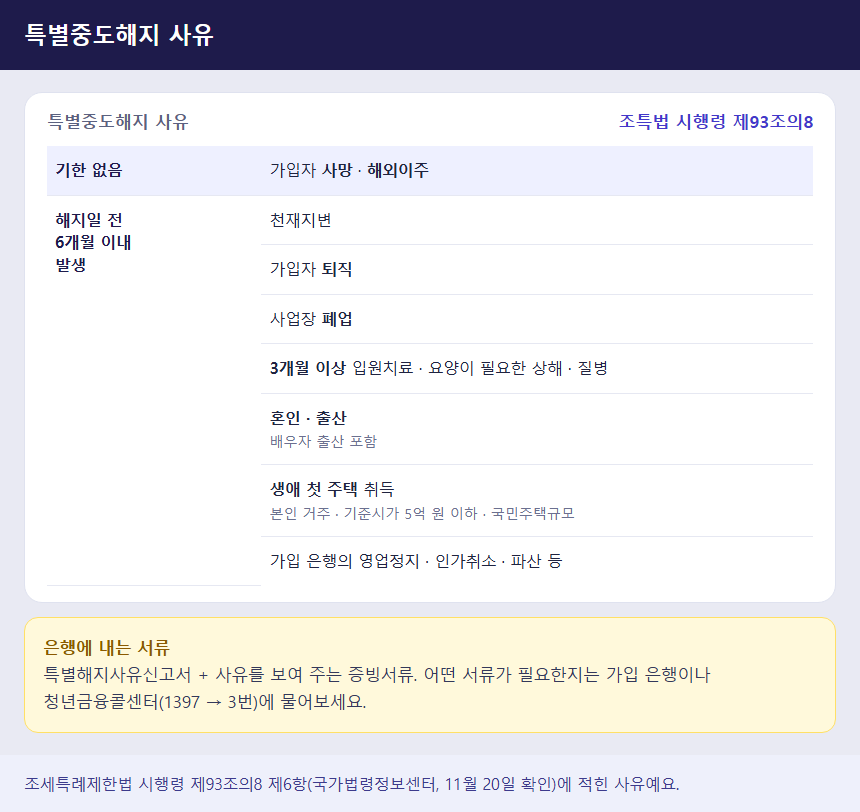 특별중도해지 사유
특별중도해지 사유
조특법 시행령 제93조의8
기한 없음
가입자 사망 · 해외이주
해지일 전
6개월 이내
발생
천재지변
가입자 퇴직
사업장 폐업
3개월 이상 입원치료 · 요양이 필요한 상해 · 질병
혼인 · 출산
배우자 출산 포함
생애 첫 주택 취득
본인 거주 · 기준시가 5억 원 이하 · 국민주택규모
가입 은행의 영업정지 · 인가취소 · 파산 등
은행에 내는 서류
특별해지사유신고서 + 사유를 보여 주는 증빙서류. 어떤 서류가 필요한지는 가입 은행이나
청년금융콜센터(1397 → 3번)에 물어보세요.
조세특례제한법 시행령 제93조의8 제6항(국가법령정보센터, 11월 20일 확인)에 적힌 사유예요.